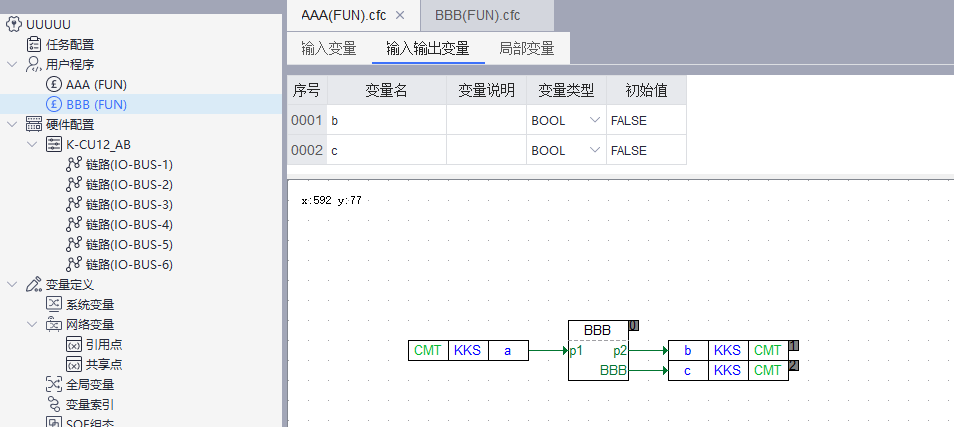 UUUUU
任务配置
用户程序
AAA (FUN)
BBB (FUN)
硬件配置
K-CU12_AB
链路(IO-BUS-1)
链路(IO-BUS-2)
链路(IO-BUS-3)
链路(IO-BUS-4)
链路(IO-BUS-5)
链路(IO-BUS-6)
变量定义
系统变量
网络变量
引用点
共享点
全局变量
变量索引
SOE组态
AAA(FUN).cfc × BBB(FUN).cfc
输入变量 输入输出变量 局部变量
序号 变量名 变量说明 变量类型 初始值
0001 b BOOL FALSE
0002 c BOOL FALSE
x:592 y:77
BBB 0
CMT KKS a p1 p2 b KKS CMT 1
BBB c KKS CMT 2